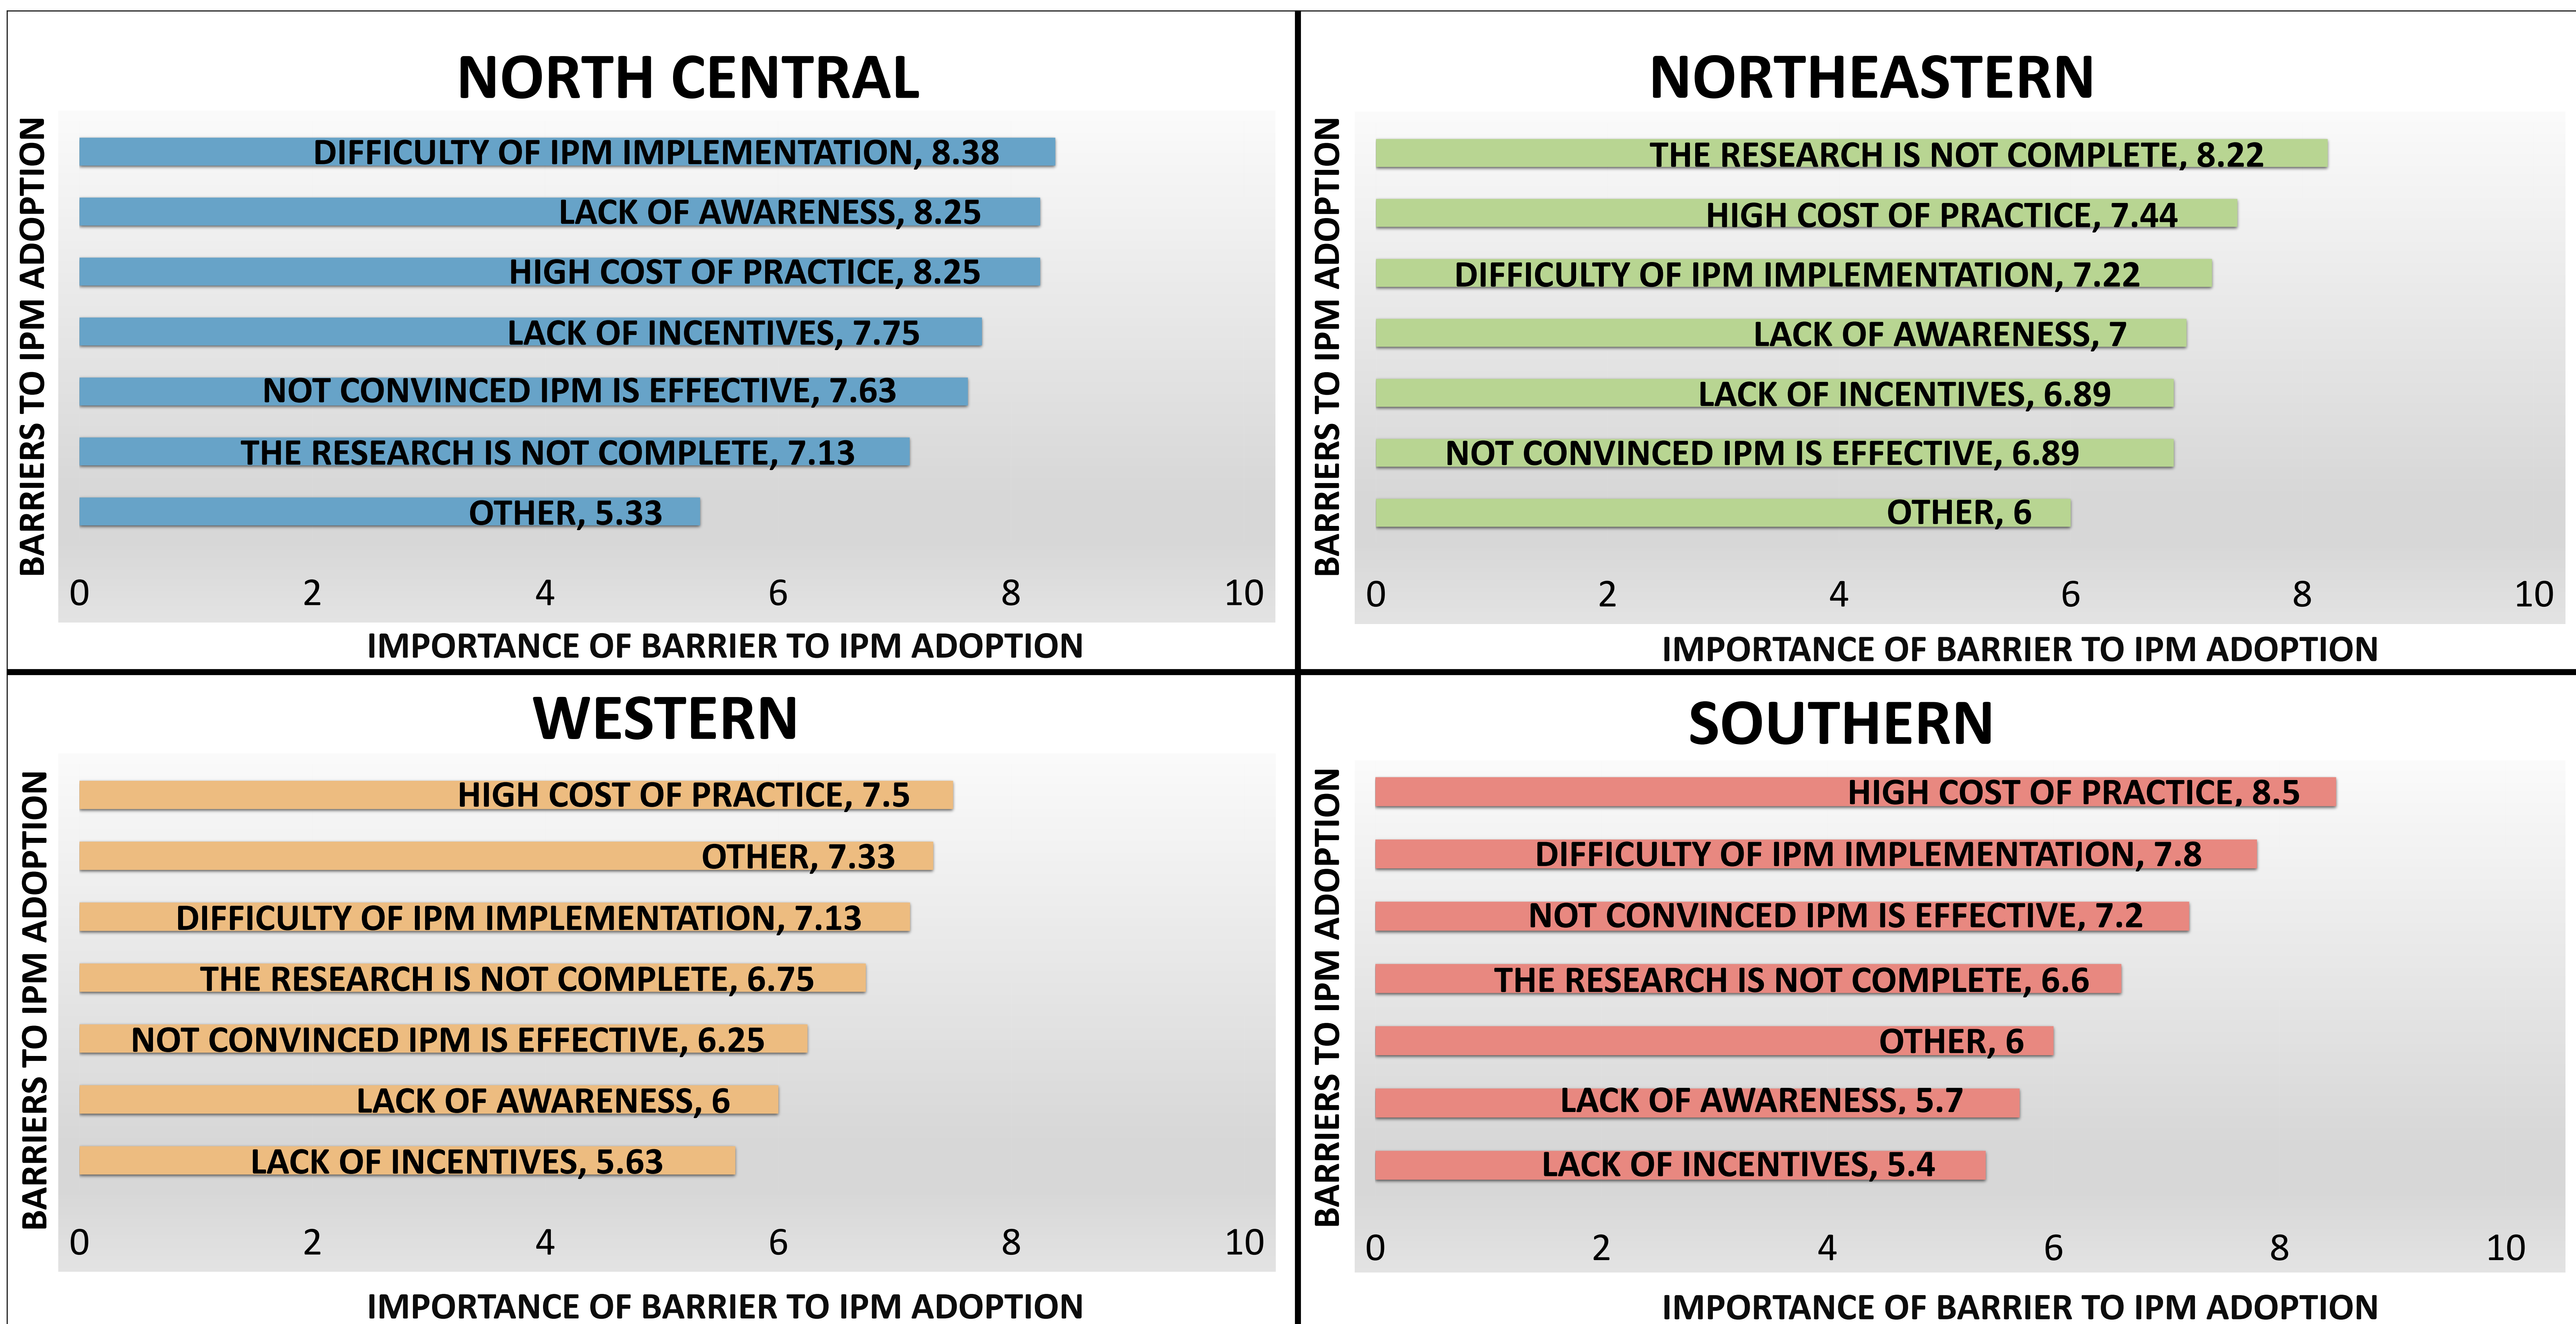 NORTH CENTRAL
BARRIERS TO IPM ADOPTION
DIFFICULTY OF IPM IMPLEMENTATION, 8.38
LACK OF AWARENESS, 8.25
HIGH COST OF PRACTICE, 8.25
LACK OF INCENTIVES, 7.75
NOT CONVINCED IPM IS EFFECTIVE, 7.63
THE RESEARCH IS NOT COMPLETE, 7.13
OTHER, 5.33
0 2 4 6 8 10
IMPORTANCE OF BARRIER TO IPM ADOPTION
NORTHEASTERN
BARRIERS TO IPM ADOPTION
THE RESEARCH IS NOT COMPLETE, 8.22
HIGH COST OF PRACTICE, 7.44
DIFFICULTY OF IPM IMPLEMENTATION, 7.22
LACK OF AWARENESS, 7
LACK OF INCENTIVES, 6.89
NOT CONVINCED IPM IS EFFECTIVE, 6.89
OTHER, 6
0 2 4 6 8 10
IMPORTANCE OF BARRIER TO IPM ADOPTION
WESTERN
BARRIERS TO IPM ADOPTION
HIGH COST OF PRACTICE, 7.5
OTHER, 7.33
DIFFICULTY OF IPM IMPLEMENTATION, 7.13
THE RESEARCH IS NOT COMPLETE, 6.75
NOT CONVINCED IPM IS EFFECTIVE, 6.25
LACK OF AWARENESS, 6
LACK OF INCENTIVES, 5.63
0 2 4 6 8 10
IMPORTANCE OF BARRIER TO IPM ADOPTION
SOUTHERN
BARRIERS TO IPM ADOPTION
HIGH COST OF PRACTICE, 8.5
DIFFICULTY OF IPM IMPLEMENTATION, 7.8
NOT CONVINCED IPM IS EFFECTIVE, 7.2
THE RESEARCH IS NOT COMPLETE, 6.6
OTHER, 6
LACK OF AWARENESS, 5.7
LACK OF INCENTIVES, 5.4
0 2 4 6 8 10
IMPORTANCE OF BARRIER TO IPM ADOPTION